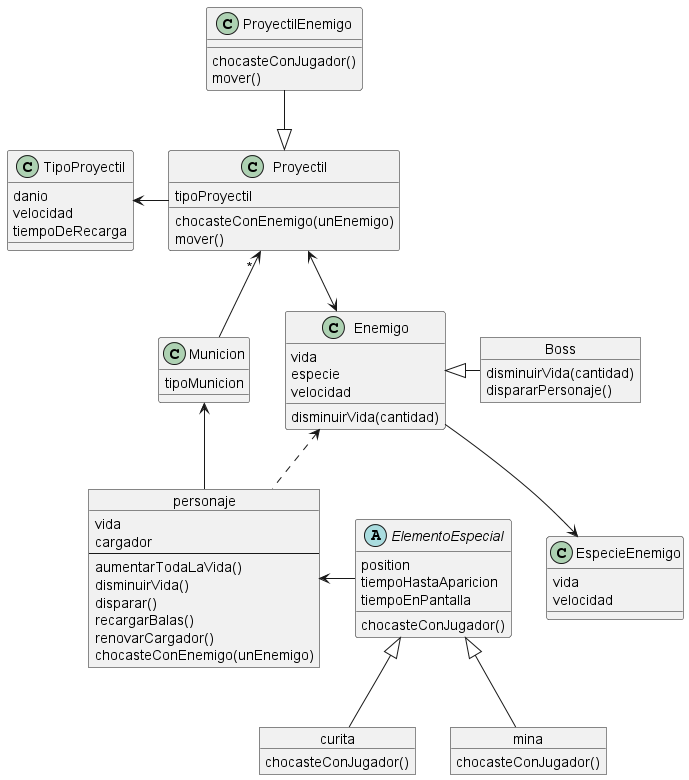 C ProyectilEnemigo
chocasteConJugador()
mover()
C TipoProyectil
danio
velocidad
tiempoDeRecarga
C Proyectil
tipoProyectil
chocasteConEnemigo(unEnemigo)
mover()
*
C Municion
tipoMunicion
C Enemigo
vida
especie
velocidad
disminuirVida(cantidad)
Boss
disminuirVida(cantidad)
dispararPersonaje()
personaje
vida
cargador
aumentarTodaLaVida()
disminuirVida()
disparar()
recargarBalas()
renovarCargador()
chocasteConEnemigo(unEnemigo)
A ElementoEspecial
position
tiempoHastaAparicion
tiempoEnPantalla
chocasteConJugador()
C EspecieEnemigo
vida
velocidad
curita
chocasteConJugador()
mina
chocasteConJugador()